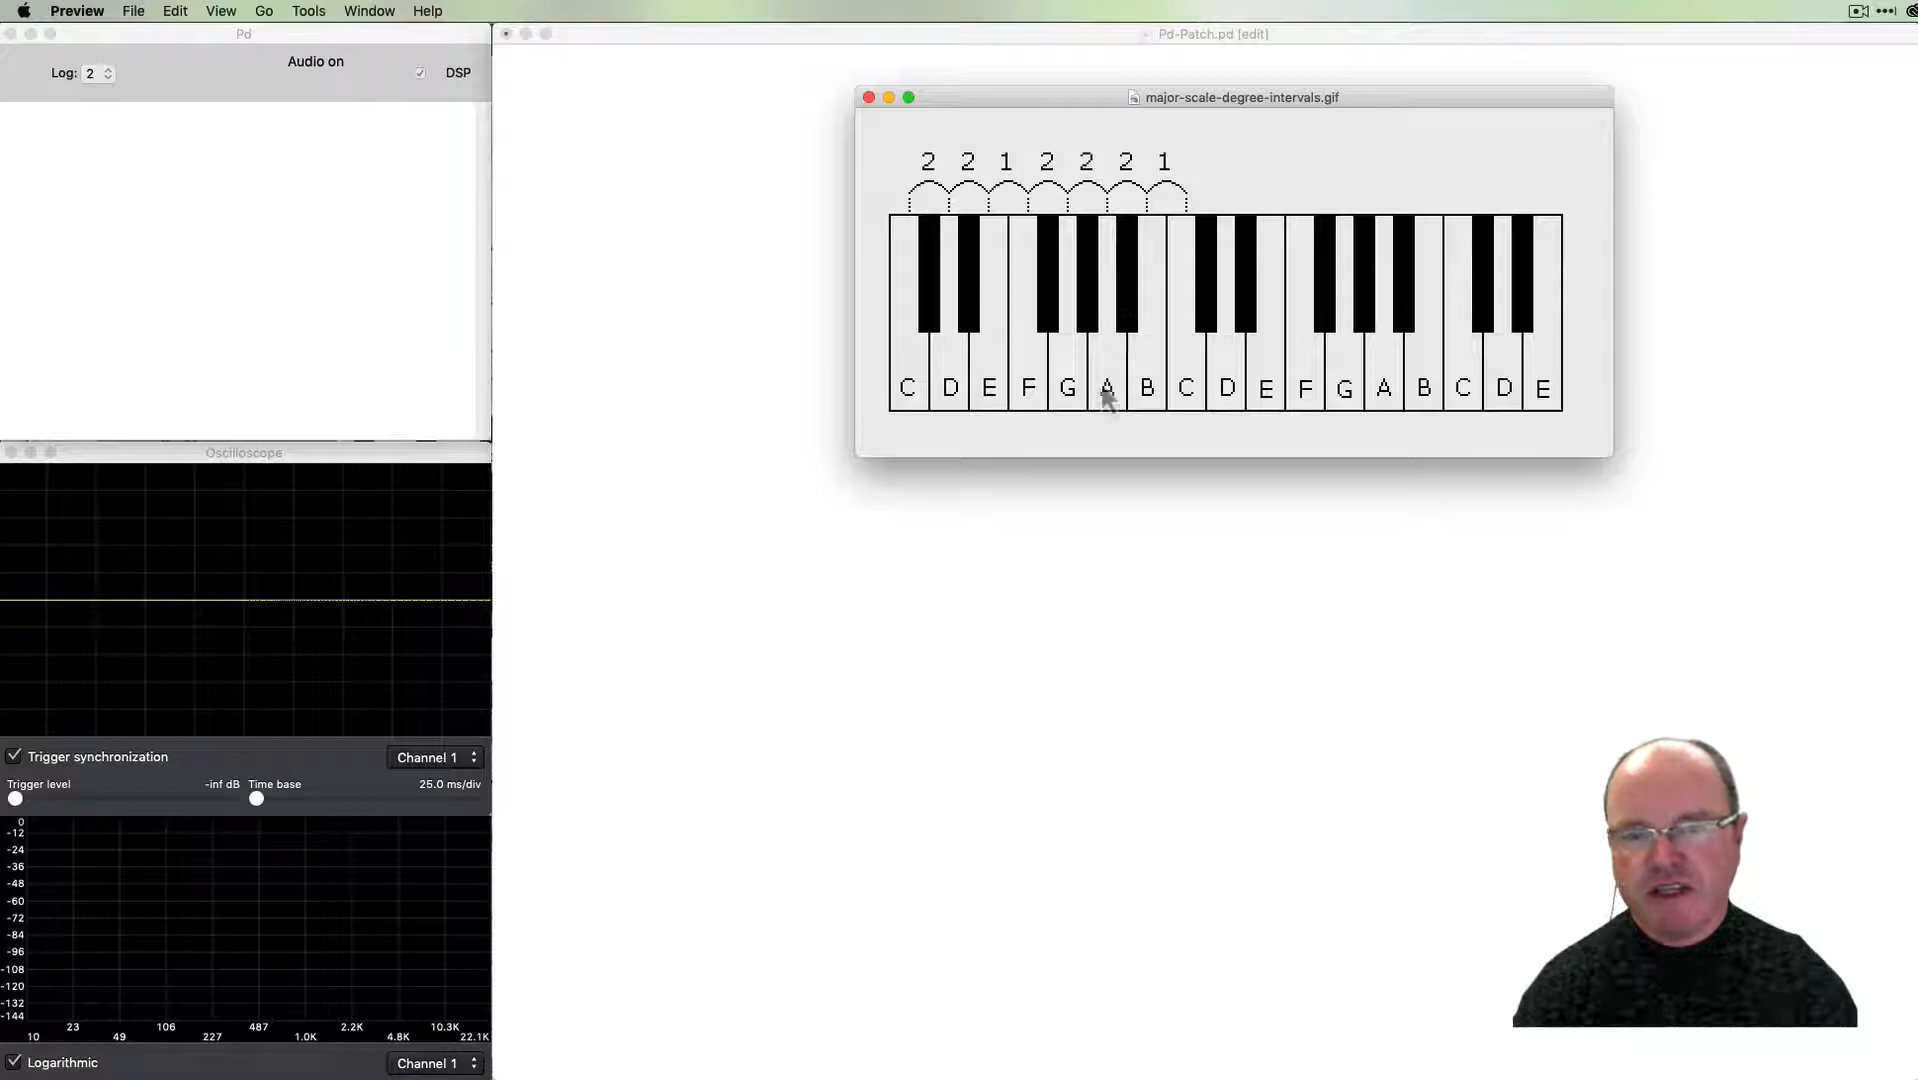 Preview File Edit View Go Tools Window Help
Pd
Audio on
Log: 2
DSP
Pd-Patch.pd [edit]
major-scale-degree-intervals.gif
2 2 1 2 2 2 1
C D E F G A B C D E F G A B C D E
Oscilloscope
Trigger synchronization
Channel 1
Trigger level -inf dB Time base 25.0 ms/div
0
-12
-24
-36
-48
-60
-72
-84
-96
-108
-120
-132
-144
23 106 487 2.2K 10.3K
10 49 227 1.0K 4.8K 22.1K
Logarithmic
Channel 1